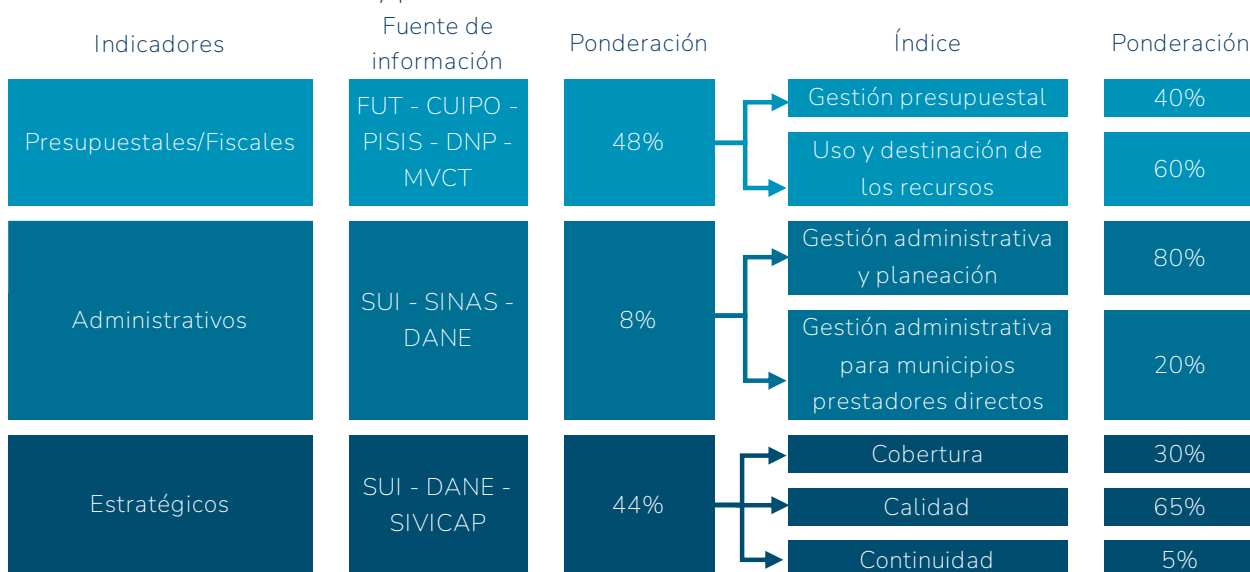 Indicadores
Fuente de
información
Ponderación
Índice
Ponderación
Presupuestales/Fiscales
FUT - CUIPO -
PISIS - DNP -
MVCT
48%
Gestión presupuestal
40%
Uso y destinación de
los recursos
60%
Administrativos
SUI - SINAS -
DANE
8%
Gestión administrativa
y planeación
80%
Gestión administrativa
para municipios
prestadores directos
20%
Estratégicos
SUI - DANE -
SIVICAP
44%
Cobertura
30%
Calidad
65%
Continuidad
5%